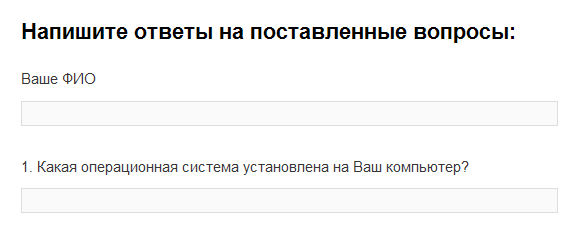 Напишите ответы на поставленные вопросы:
Ваше ФИО
1. Какая операционная система установлена на Ваш компьютер?